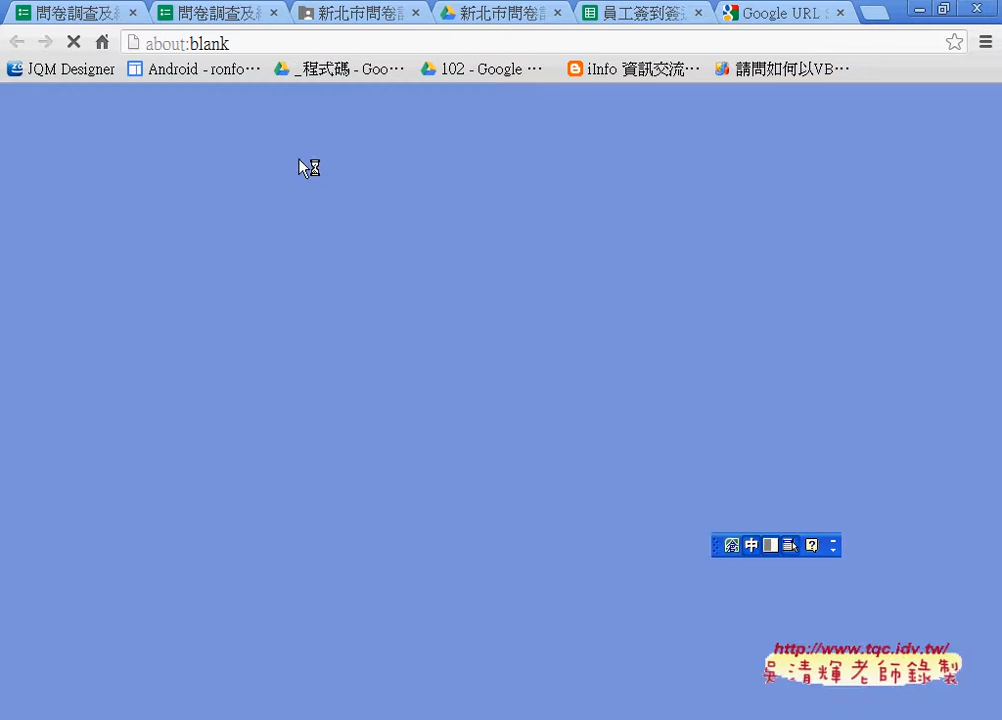 問卷調查及
問卷調查及
新北市問卷
新北市問卷
員工簽到簽
Google URL
about:blank
JQM Designer
Android - ronfo…
_程式碼 - Goo…
102 - Google …
iInfo 資訊交流…
請問如何以VB…
中
http://www.tqc.idv.tw/
吳清輝老師錄製